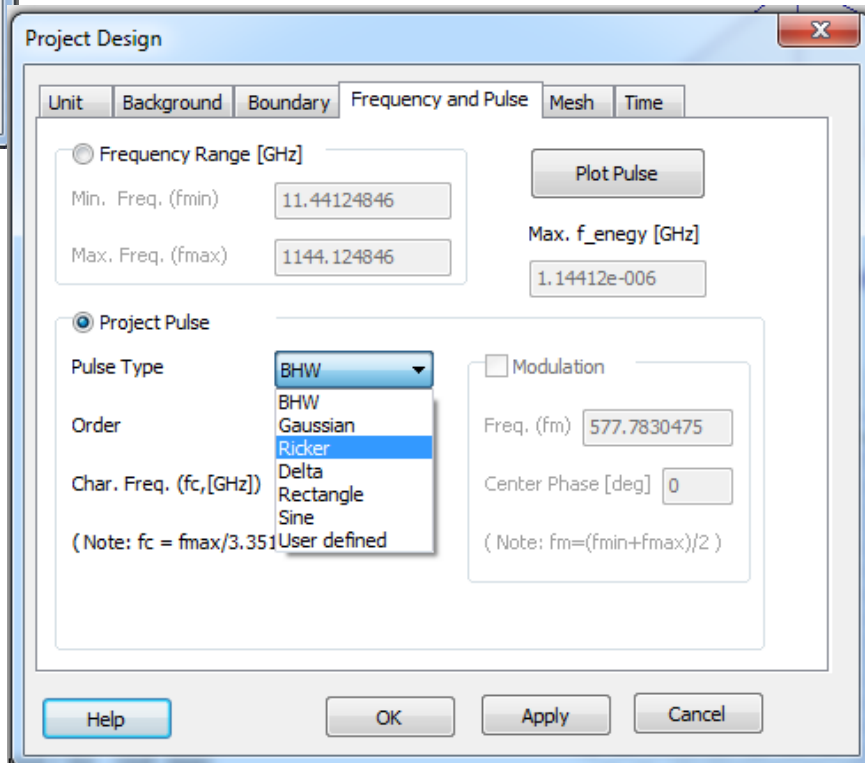 Project Design
x
Unit Background Boundary Frequency and Pulse Mesh Time
Frequency Range [GHz]
Min. Freq. (fmin) 11.44124846
Max. Freq. (fmax) 1144.124846
Plot Pulse
Max. f_enegy [GHz]
1.14412e-006
Project Pulse
Pulse Type BHW
BHW
Gaussian
Ricker
Delta
Rectangle
Sine
User defined
Order
Char. Freq. (fc,[GHz])
( Note: fc = fmax/3.351
Modulation
Freq. (fm) 577.7830475
Center Phase [deg] 0
( Note: fm=(fmin+fmax)/2 )
Help OK Apply Cancel